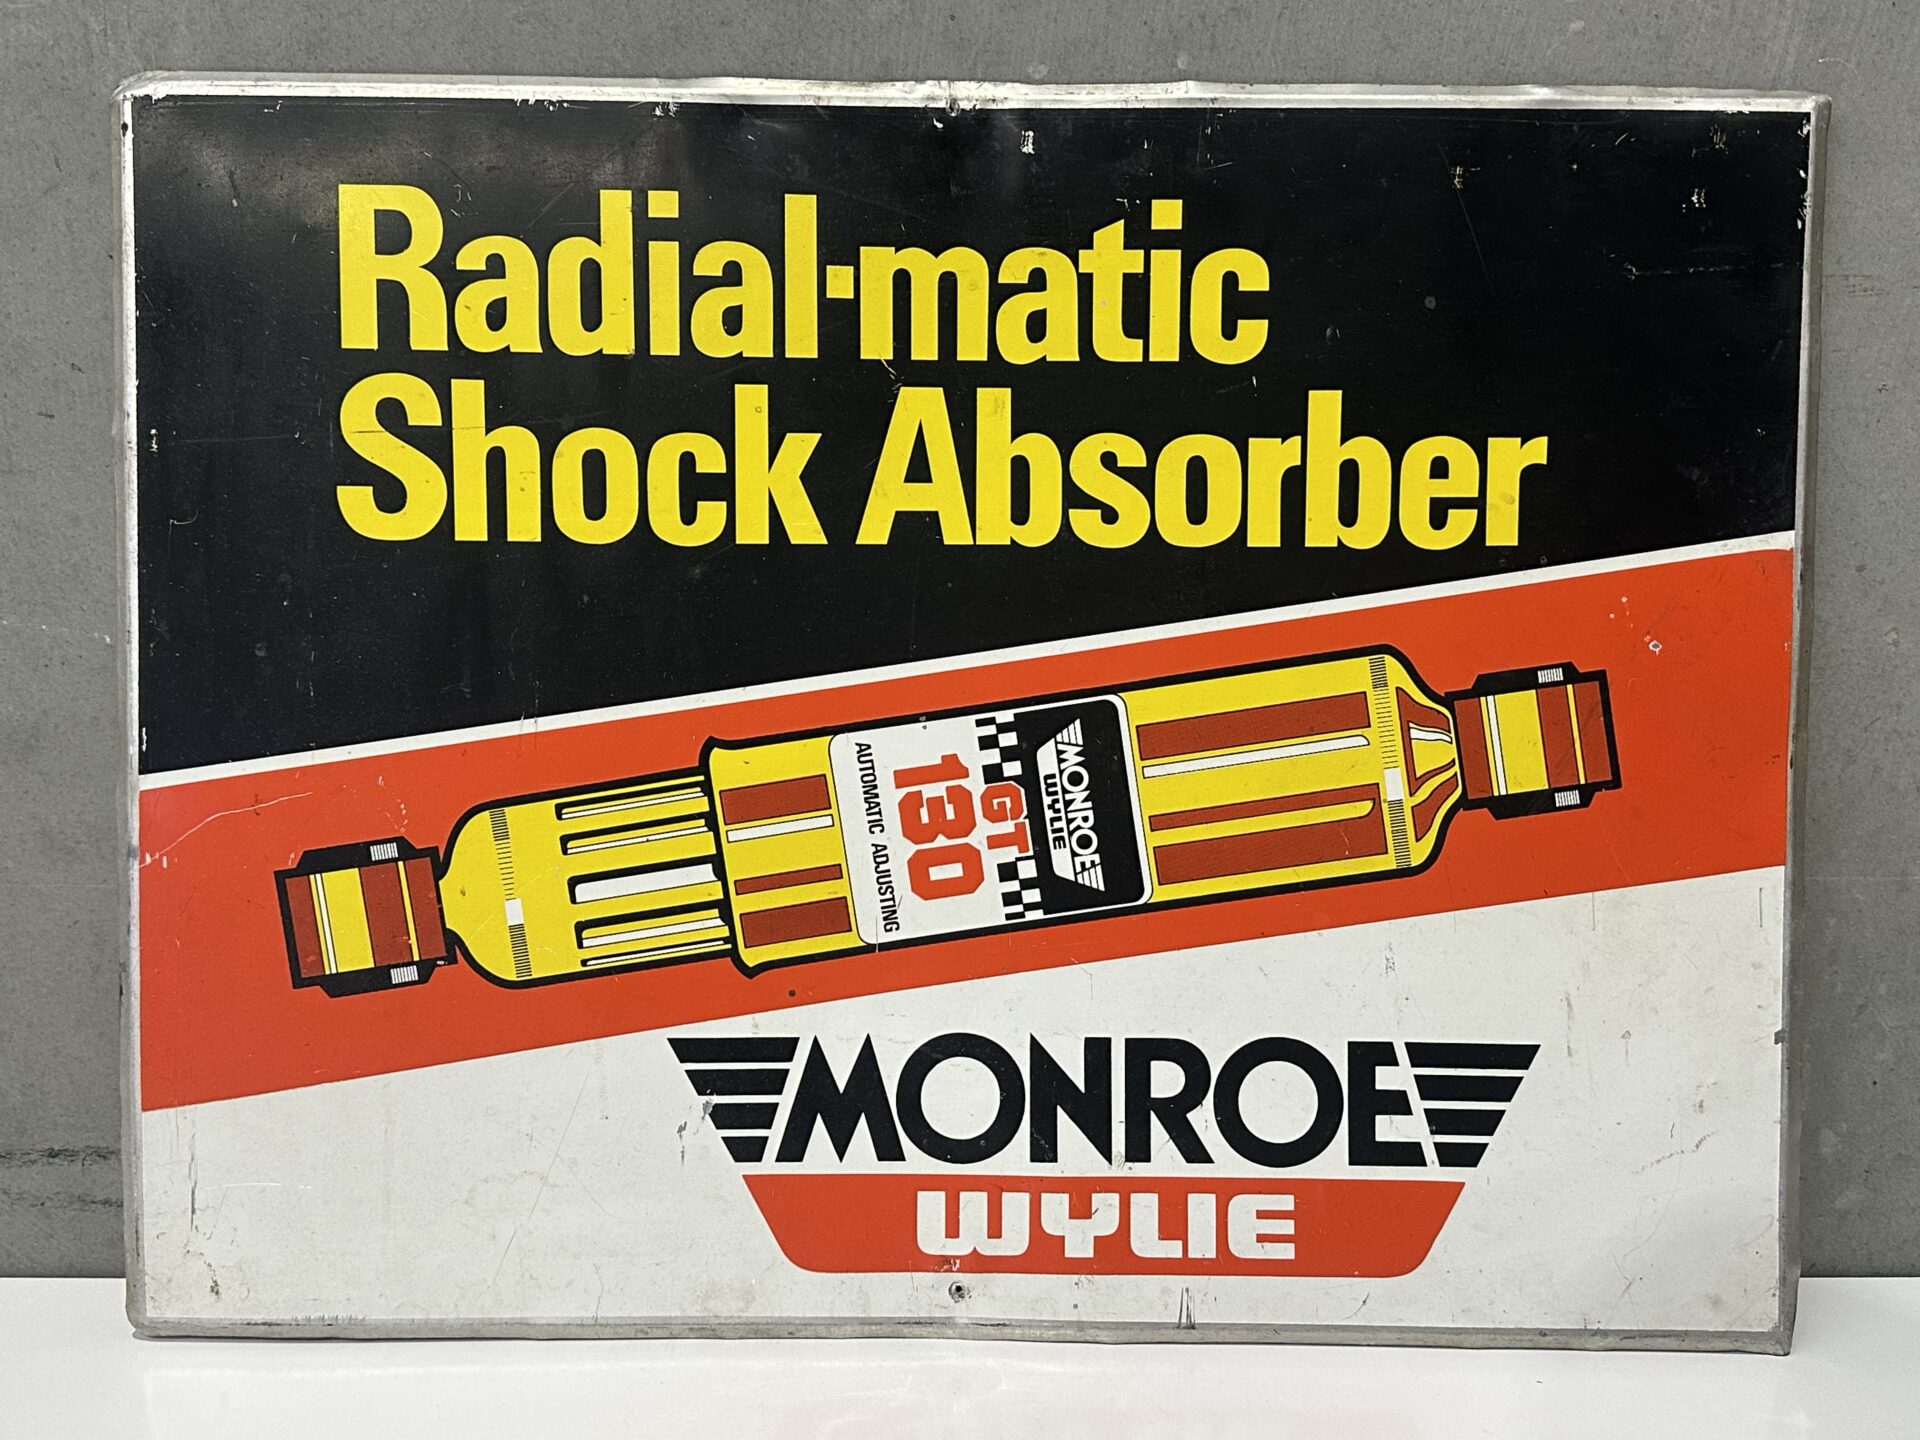 Radial-matic
Shock Absorber
MONROE
WYLIE
GT
130
AUTOMATIC ADJUSTING
MONROE
WYLIE